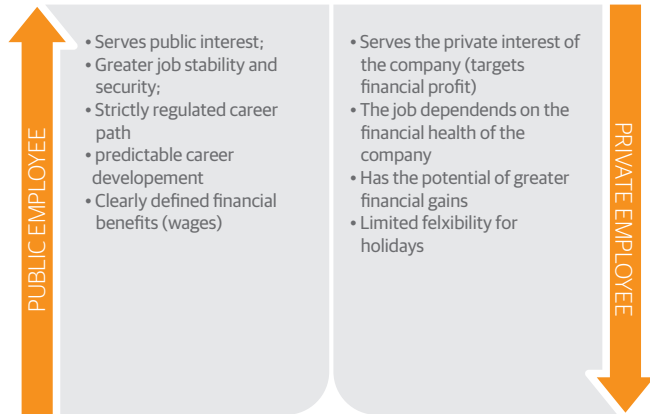 PUBLIC EMPLOYEE
• Serves public interest;
• Greater job stability and
security;
• Strictly regulated career
path
• predictable career
developement
• Clearly defined financial
benefits (wages)
• Serves the private interest of
the company (targets
financial profit)
• The job dependends on the
financial health of the
company
• Has the potential of greater
financial gains
• Limited felxibility for
holidays
PRIVATE EMPLOYEE